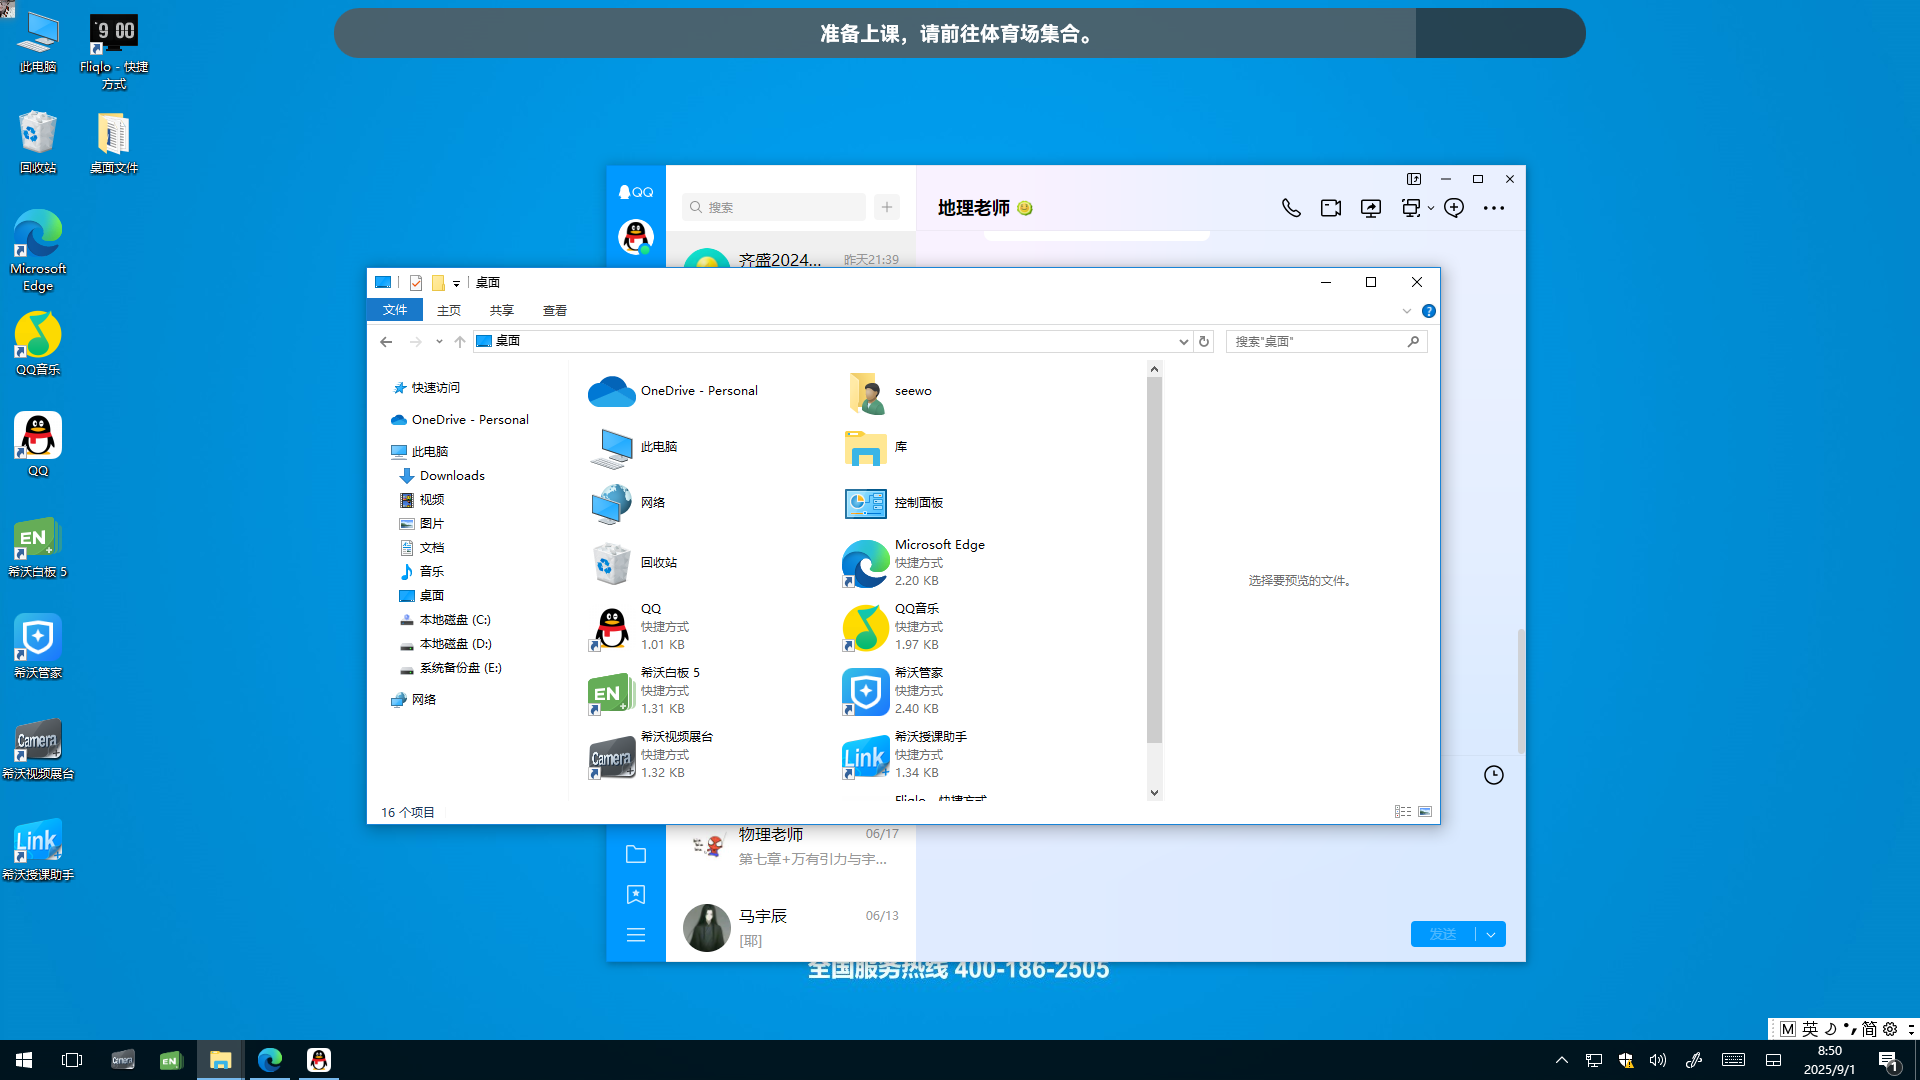 准备上课，请前往体育场集合。
此电脑
9 00
Fliqlo - 快捷
方式
回收站
桌面文件
Microsoft
Edge
QQ音乐
QQ
EN
希沃白板 5
希沃管家
Camera
希沃视频展台
Link
希沃授课助手
QQ
搜索
地理老师
齐盛2024...
昨天21:39
桌面
文件
主页
共享
查看
桌面
搜索"桌面"
快速访问
OneDrive - Personal
此电脑
Downloads
视频
图片
文档
音乐
桌面
本地磁盘 (C:)
本地磁盘 (D:)
系统备份盘 (E:)
网络
OneDrive - Personal
seewo
此电脑
库
网络
控制面板
回收站
Microsoft Edge
快捷方式
2.20 KB
QQ
快捷方式
1.01 KB
QQ音乐
快捷方式
1.97 KB
EN
希沃白板 5
快捷方式
1.31 KB
希沃管家
快捷方式
2.40 KB
Camera
希沃视频展台
快捷方式
1.32 KB
Link
希沃授课助手
快捷方式
1.34 KB
Fliqlo - 快捷方式
选择要预览的文件。
16 个项目
物理老师
06/17
第七章+万有引力与宇...
马宇辰
06/13
[耶]
发送
全国服务热线 400-186-2505
M 英 简
Camera
EN
8:50
2025/9/1
1